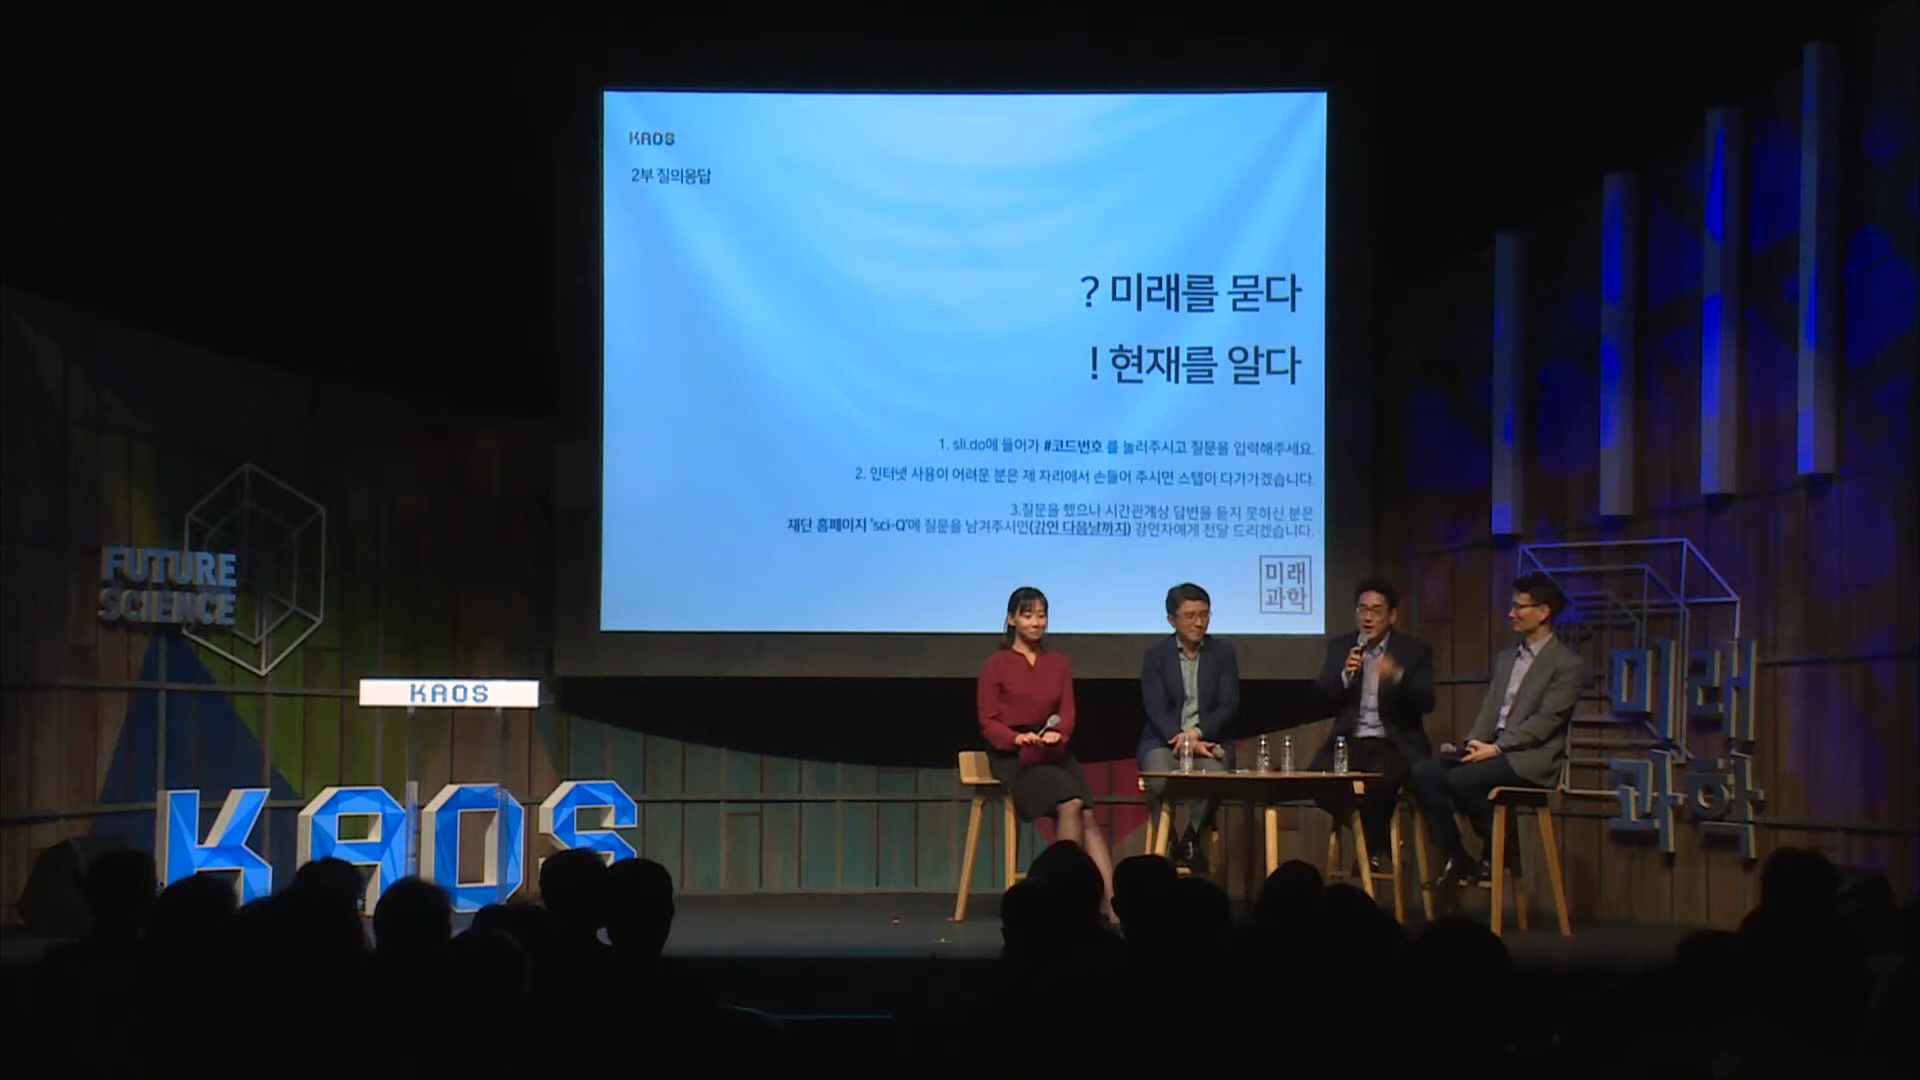 KAOS
2부 질의응답
? 미래를 묻다
! 현재를 알다
1. sli.do에 들어가 #코드번호 를 눌러주시고 질문을 입력해주세요.
2. 인터넷 사용이 어려운 분은 제 자리에서 손들어 주시면 스텝이 다가가겠습니다.
3.질문을 했으나 시간관계상 답변을 듣지 못하신 분은
재단 홈페이지 'sci-Q'에 질문을 남겨주시면(강연 다음날까지) 강연자에게 전달 드리겠습니다.
미래
과학
FUTURE
SCIENCE
KAOS
KAOS
미래
과학